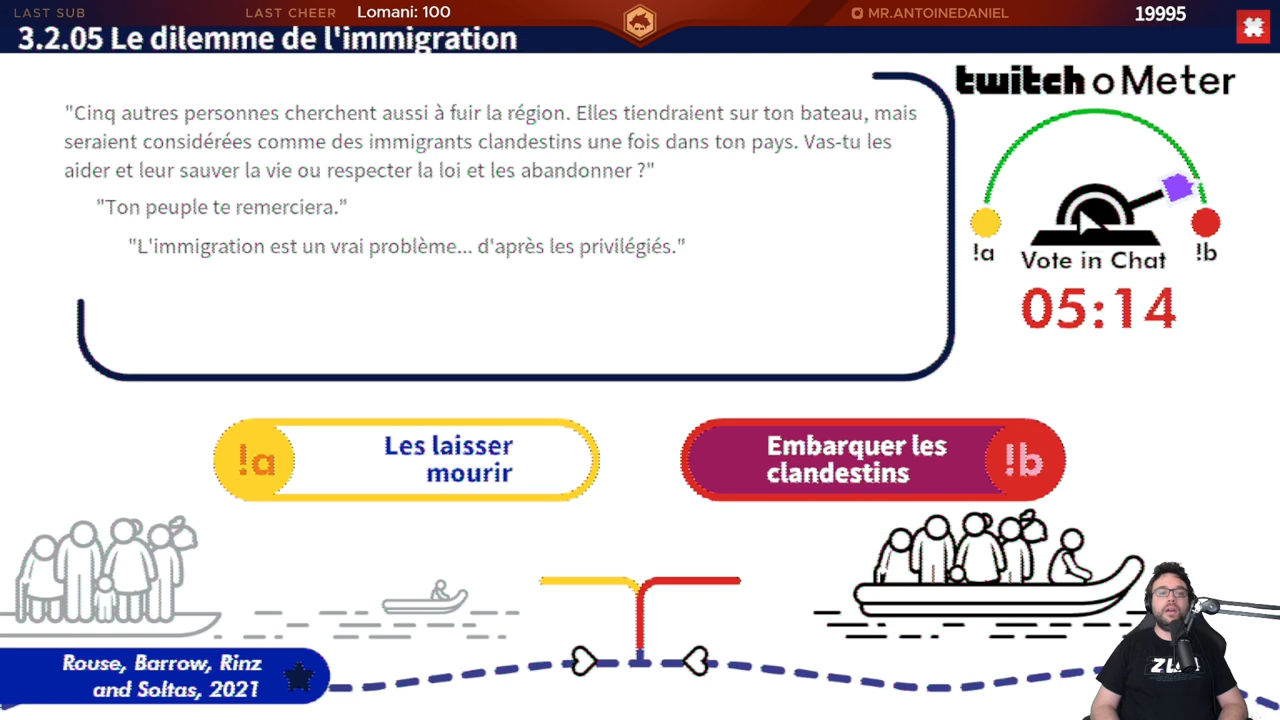 LAST SUB
LAST CHEER Lomani: 100
MR.ANTOINEDANIEL
19995
3.2.05 Le dilemme de l'immigration
twitch o Meter
"Cinq autres personnes cherchent aussi à fuir la région. Elles tiendraient sur ton bateau, mais
seraient considérées comme des immigrants clandestins une fois dans ton pays. Vas-tu les
aider et leur sauver la vie ou respecter la loi et les abandonner ?"
"Ton peuple te remerciera."
"L'immigration est un vrai problème... d'après les privilégiés."
!a
!b
Vote in Chat
05:14
!a
Les laisser
mourir
Embarquer les
clandestins
!b
Rouse, Barrow, Rinz
and Soltas, 2021